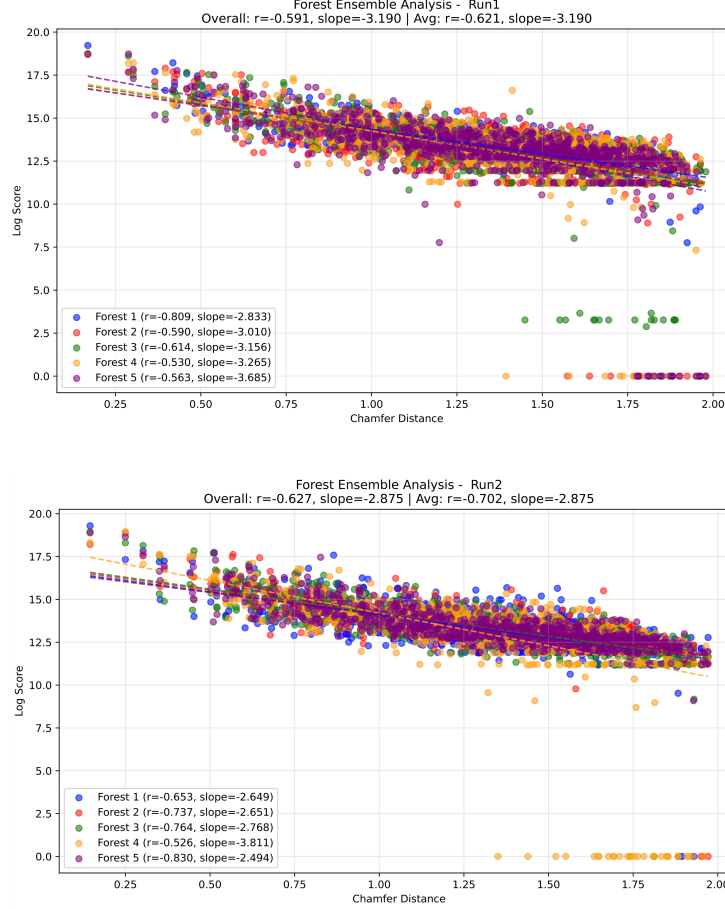 Forest Ensemble Analysis - Run1
Overall: r=-0.591, slope=-3.190 | Avg: r=-0.621, slope=-3.190
20.0
17.5
15.0
12.5
10.0
7.5
5.0
2.5
0.0
Log Score
Forest 1 (r=-0.809, slope=-2.833)
Forest 2 (r=-0.590, slope=-3.010)
Forest 3 (r=-0.614, slope=-3.156)
Forest 4 (r=-0.530, slope=-3.265)
Forest 5 (r=-0.563, slope=-3.685)
0.25 0.50 0.75 1.00 1.25 1.50 1.75 2.00
Chamfer Distance
Forest Ensemble Analysis - Run2
Overall: r=-0.627, slope=-2.875 | Avg: r=-0.702, slope=-2.875
20.0
17.5
15.0
12.5
10.0
7.5
5.0
2.5
0.0
Log Score
Forest 1 (r=-0.653, slope=-2.649)
Forest 2 (r=-0.737, slope=-2.651)
Forest 3 (r=-0.764, slope=-2.768)
Forest 4 (r=-0.526, slope=-3.811)
Forest 5 (r=-0.830, slope=-2.494)
0.25 0.50 0.75 1.00 1.25 1.50 1.75 2.00
Chamfer Distance